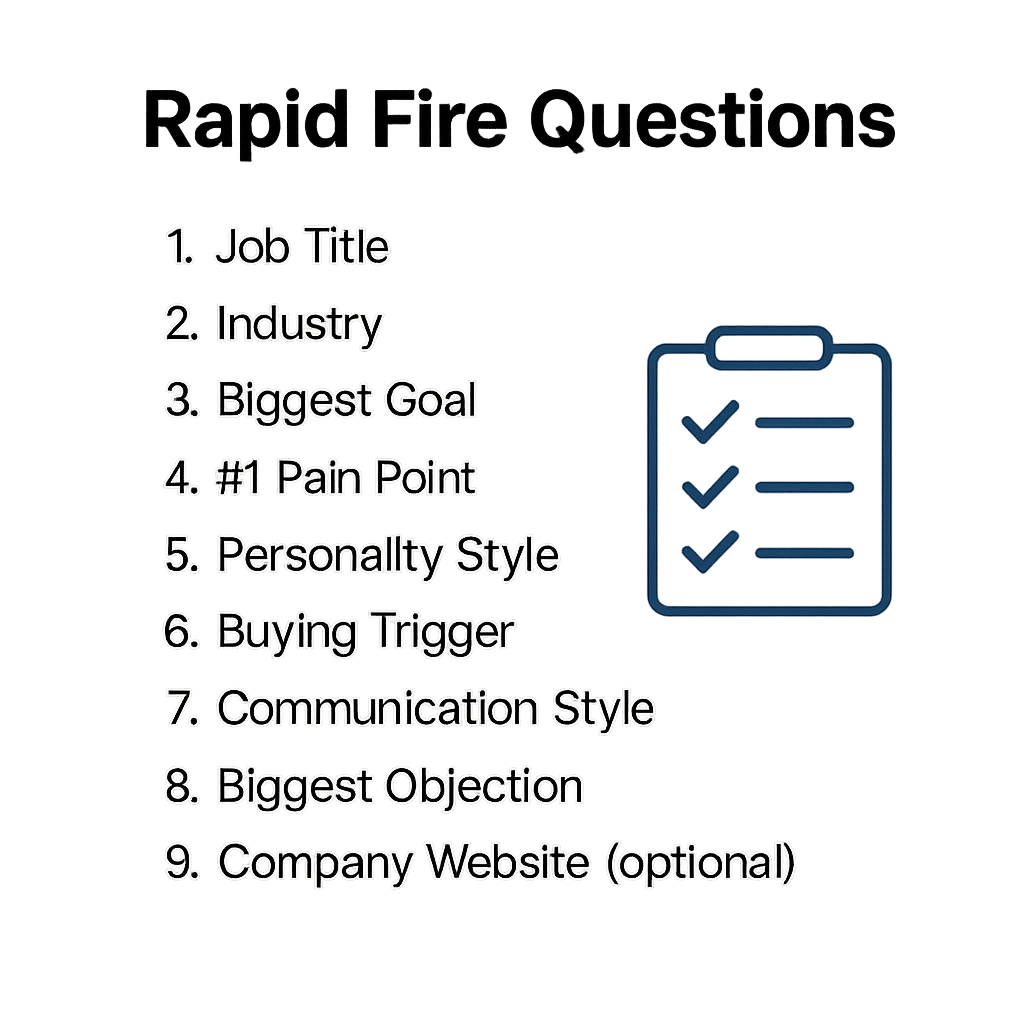 Rapid Fire Questions
1. Job Title
2. Industry
3. Biggest Goal
4. #1 Pain Point
5. Personallty Style
6. Buying Trigger
7. Communication Style
8. Biggest Objection
9. Company Website (optional)